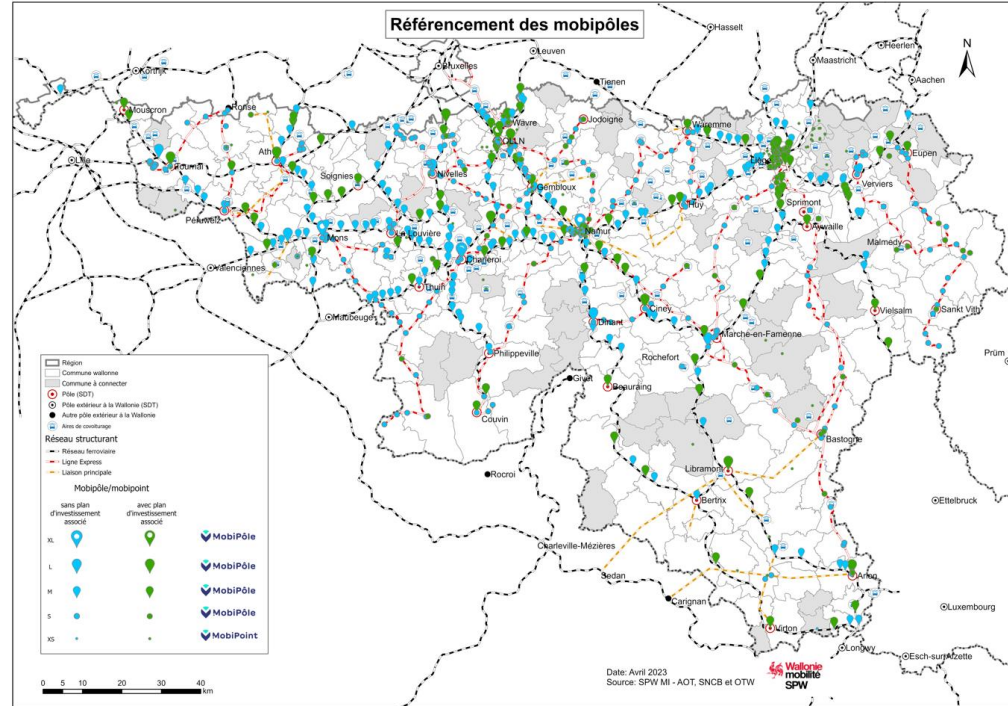 Référencement des mobipôles
Hasselt
Leuven
Heerlen
N
Bruxelles
Maastricht
Kortrijk
Tienen
Aachen
Mouscron
Ronse
Wavre
Jodoigne
Waremme
Lille
Tournai
Ath
OLLN
Liège
Eupen
Soignies
Nivelles
Gembloux
Verviers
Péruwelz
Huy
Sprimont
Mons
La Louvière
Namur
Aywaille
Malmedy
Charleroi
Valenciennes
Thuin
Ciney
Vielsalm
Sankt Vith
Maubeuge
Dinant
Marche-en-Famenne
Philippeville
Rochefort
Prüm
Givet
Beauraing
Couvin
Bastogne
Libramont
Rocroi
Bertrix
Ettelbruck
Charleville-Mézières
Sedan
Arlon
Carignan
Luxembourg
Virton
Longwy
Esch-sur-Alzette
Région
Commune wallonne
Commune à connecter
Pôle (SDT)
Pôle extérieur à la Wallonie (SDT)
Autre pôle extérieur à la Wallonie
Aires de covoiturage
Réseau structurant
Réseau ferroviaire
Ligne Express
Liaison principale
Mobipôle/mobipoint
sans plan d'investissement associé
avec plan d'investissement associé
XL MobiPôle
L MobiPôle
M MobiPôle
S MobiPôle
XS MobiPoint
0 5 10 20 30 40
km
Date: Avril 2023
Source: SPW MI - AOT, SNCB et OTW
Wallonie
mobilité
SPW